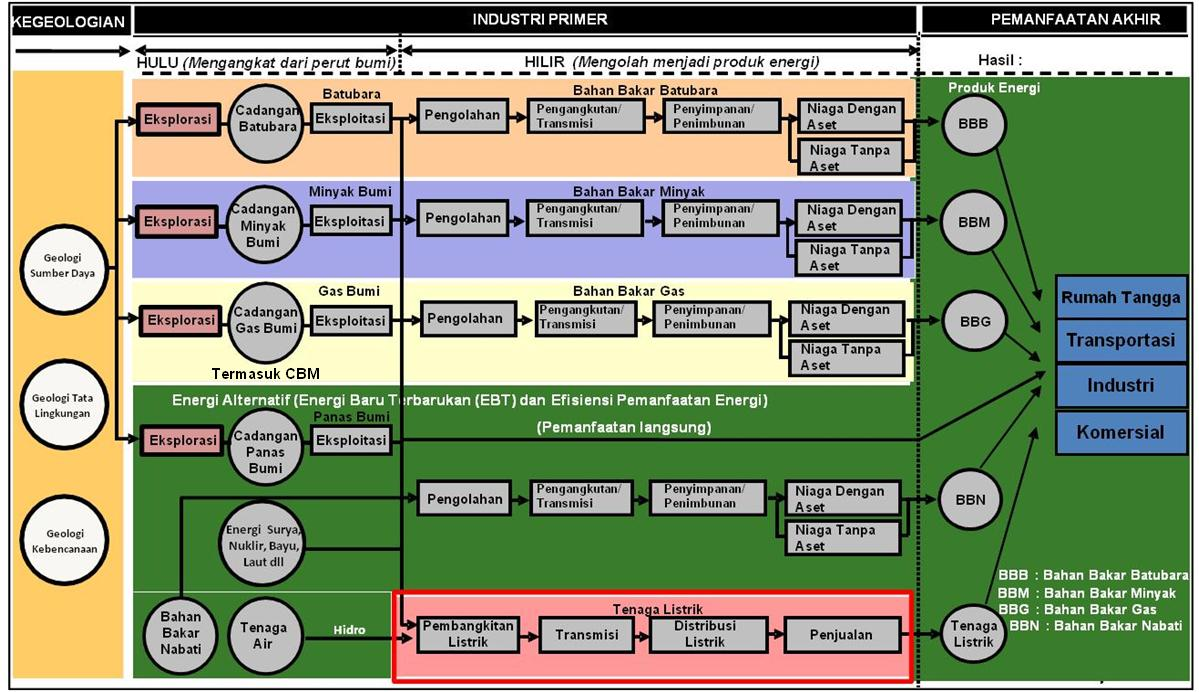 KEGEOLOGIAN
INDUSTRI PRIMER
PEMANFAATAN AKHIR
HULU (Mengangkat dari perut bumi)
HILIR (Mengolah menjadi produk energi)
Hasil :
Geologi
Sumber Daya
Geologi Tata
Lingkungan
Geologi
Kebencanaan
Batubara
Bahan Bakar Batubara
Eksplorasi
Cadangan
Batubara
Eksploitasi
Pengolahan
Pengangkutan/
Transmisi
Penyimpanan/
Penimbunan
Niaga Dengan
Aset
Niaga Tanpa
Aset
Minyak Bumi
Bahan Bakar Minyak
Eksplorasi
Cadangan
Minyak
Bumi
Eksploitasi
Pengolahan
Pengangkutan/
Transmisi
Penyimpanan/
Penimbunan
Niaga Dengan
Aset
Niaga Tanpa
Aset
Gas Bumi
Bahan Bakar Gas
Eksplorasi
Cadangan
Gas Bumi
Eksploitasi
Pengolahan
Pengangkutan/
Transmisi
Penyimpanan/
Penimbunan
Niaga Dengan
Aset
Niaga Tanpa
Aset
Termasuk CBM
Energi Alternatif (Energi Baru Terbarukan (EBT) dan Efisiensi Pemanfaatan Energi)
Panas Bumi
(Pemanfaatan langsung)
Eksplorasi
Cadangan
Panas
Bumi
Eksploitasi
Pengolahan
Pengangkutan/
Transmisi
Penyimpanan/
Penimbunan
Niaga Dengan
Aset
Niaga Tanpa
Aset
Energi Surya,
Nuklir, Bayu,
Laut dll
Bahan
Bakar
Nabati
Tenaga
Air
Hidro
Tenaga Listrik
Pembangkitan
Listrik
Transmisi
Distribusi
Listrik
Penjualan
Produk Energi
BBB
BBM
BBG
BBN
Tenaga
Listrik
Rumah Tangga
Transportasi
Industri
Komersial
BBB : Bahan Bakar Batubara
BBM : Bahan Bakar Minyak
BBG : Bahan Bakar Gas
BBN : Bahan Bakar Nabati